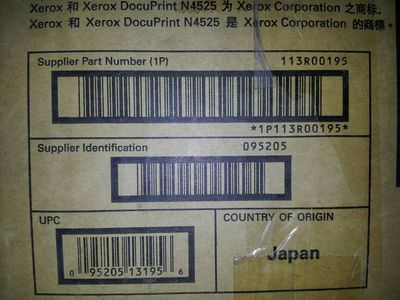 Xerox 和 Xerox DocuPrint N4525 为 Xerox Corporation 之商标.
Xerox 和 Xerox DocuPrint N4525 是 Xerox Corporation 的商標.
Supplier Part Number (1P) 113R00195
*1P113R00195*
Supplier Identification 095205
UPC
COUNTRY OF ORIGIN
0 95205 13195 6
Japan